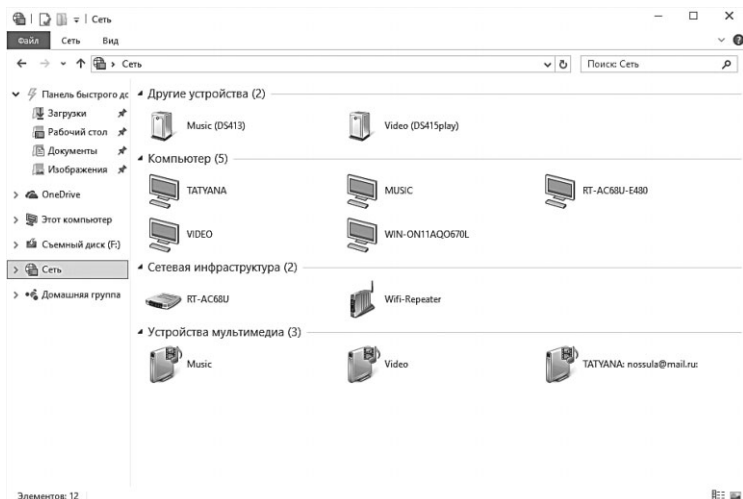 Сеть
Файл Сеть Вид
Сеть
Поиск: Сеть
Панель быстрого дс
Загрузки
Рабочий стол
Документы
Изображения
OneDrive
Этот компьютер
Съемный диск (F:)
Сеть
Домашняя группа
Другие устройства (2)
Music (DS413) Video (DS415play)
Компьютер (5)
TATYANA MUSIC RT-AC68U-E480
VIDEO WIN-ON11AQO670L
Сетевая инфраструктура (2)
RT-AC68U Wifi-Repeater
Устройства мультимедиа (3)
Music Video TATYANA: nossula@mail.ru:
Элементов: 12